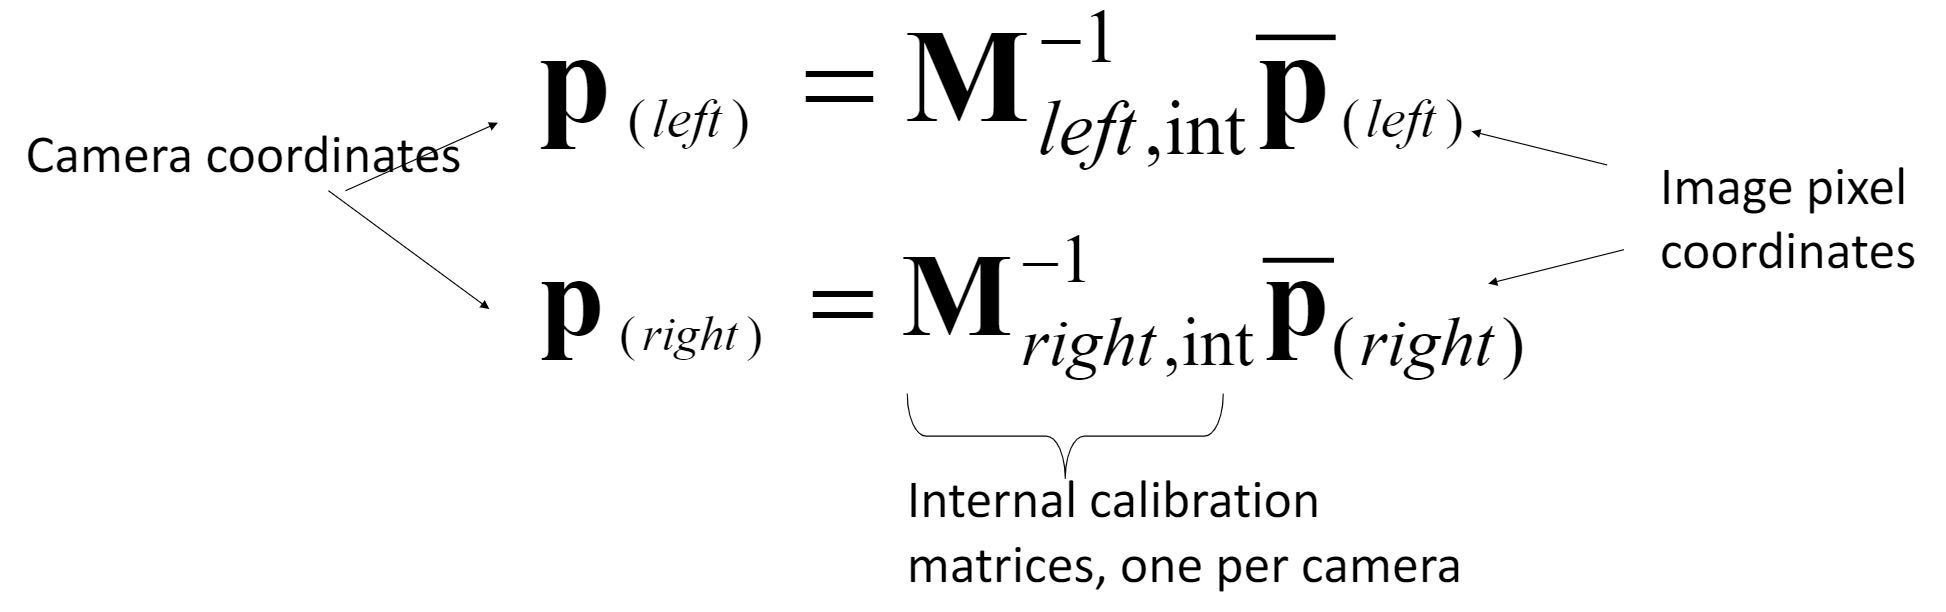 p (left) = M⁻¹ left,int p̅ (left)
Camera coordinates
Image pixel
coordinates
p (right) = M⁻¹ right,int p̅ (right)
Internal calibration
matrices, one per camera